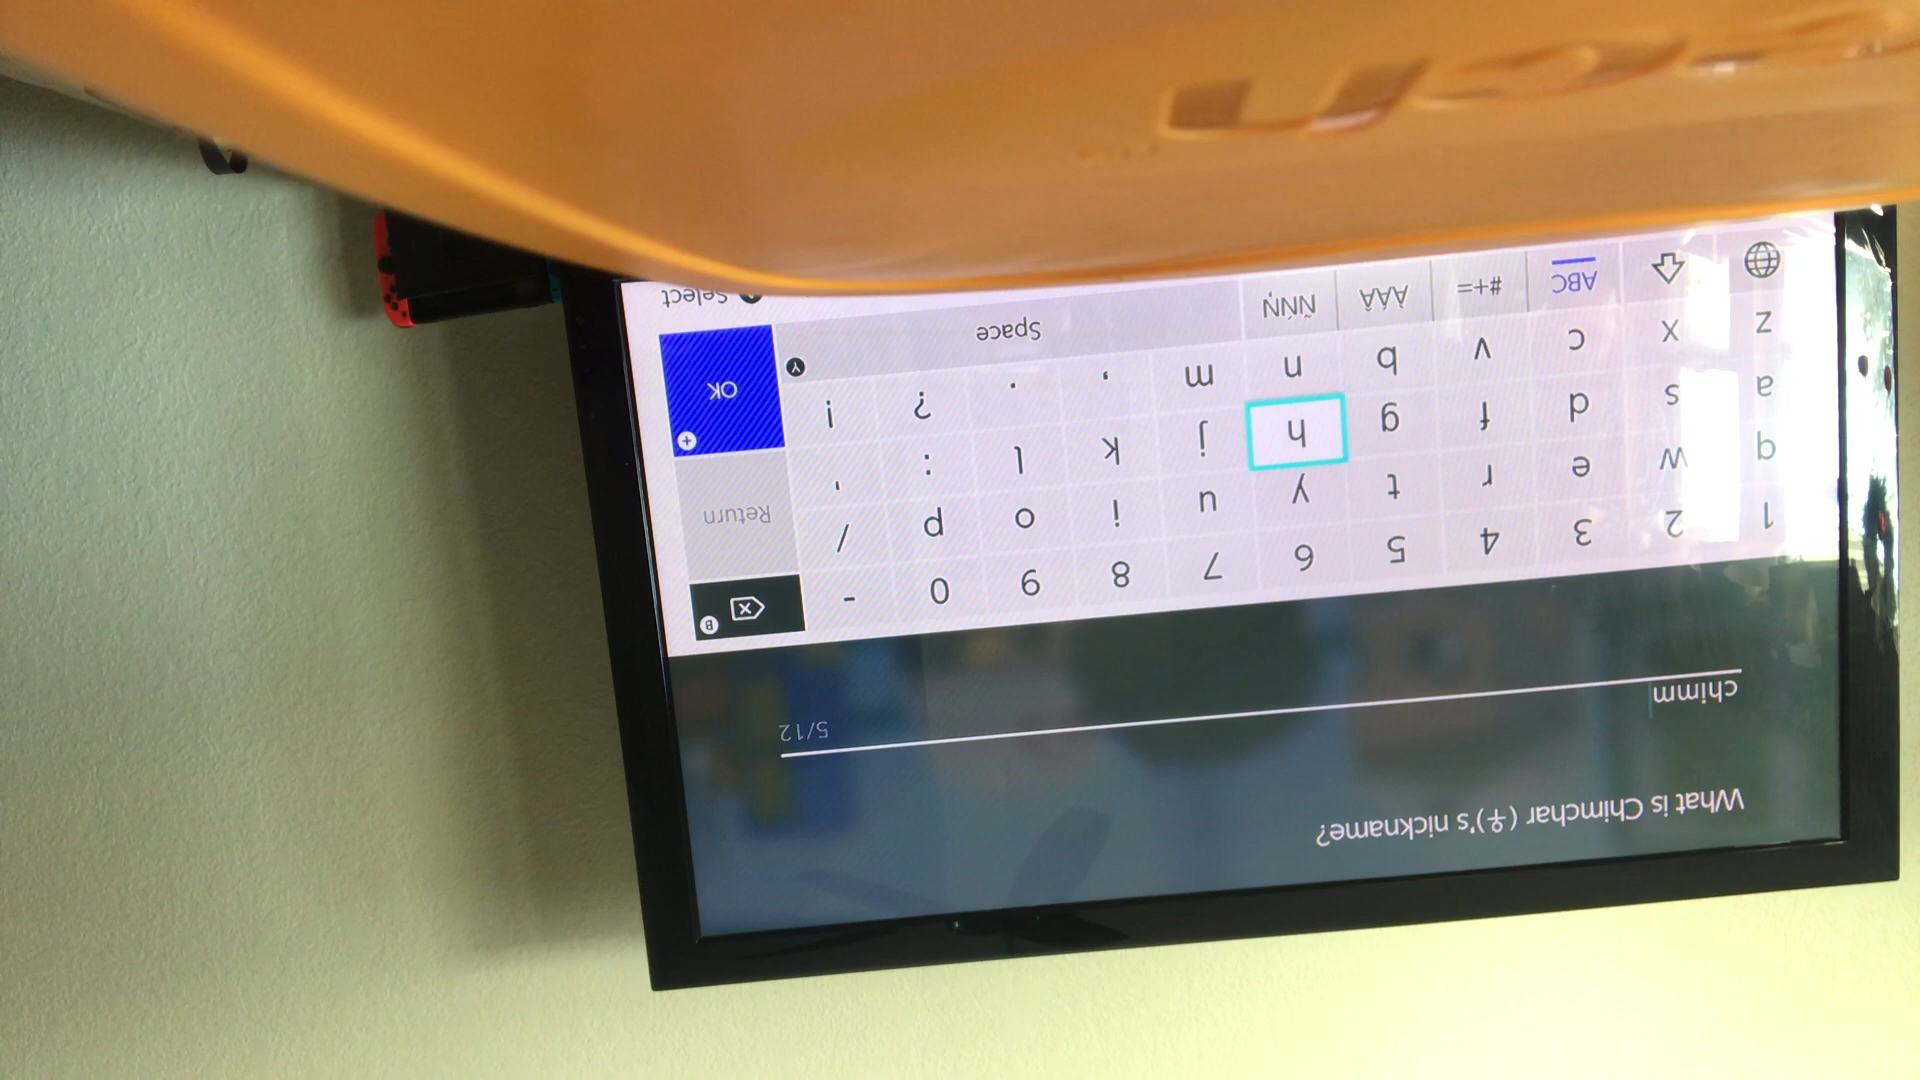 What is Chimchar (♀)'s nickname?
chimm
5/12
1 2 3 4 5 6 7 8 9 0 - B
q w e r t y u i o p / Return
a s d f g h j k l : '
z x c v b n m , . ? ! + OK
ABC #+= ÀÁÂ ÑŃŅ Space Y
Select